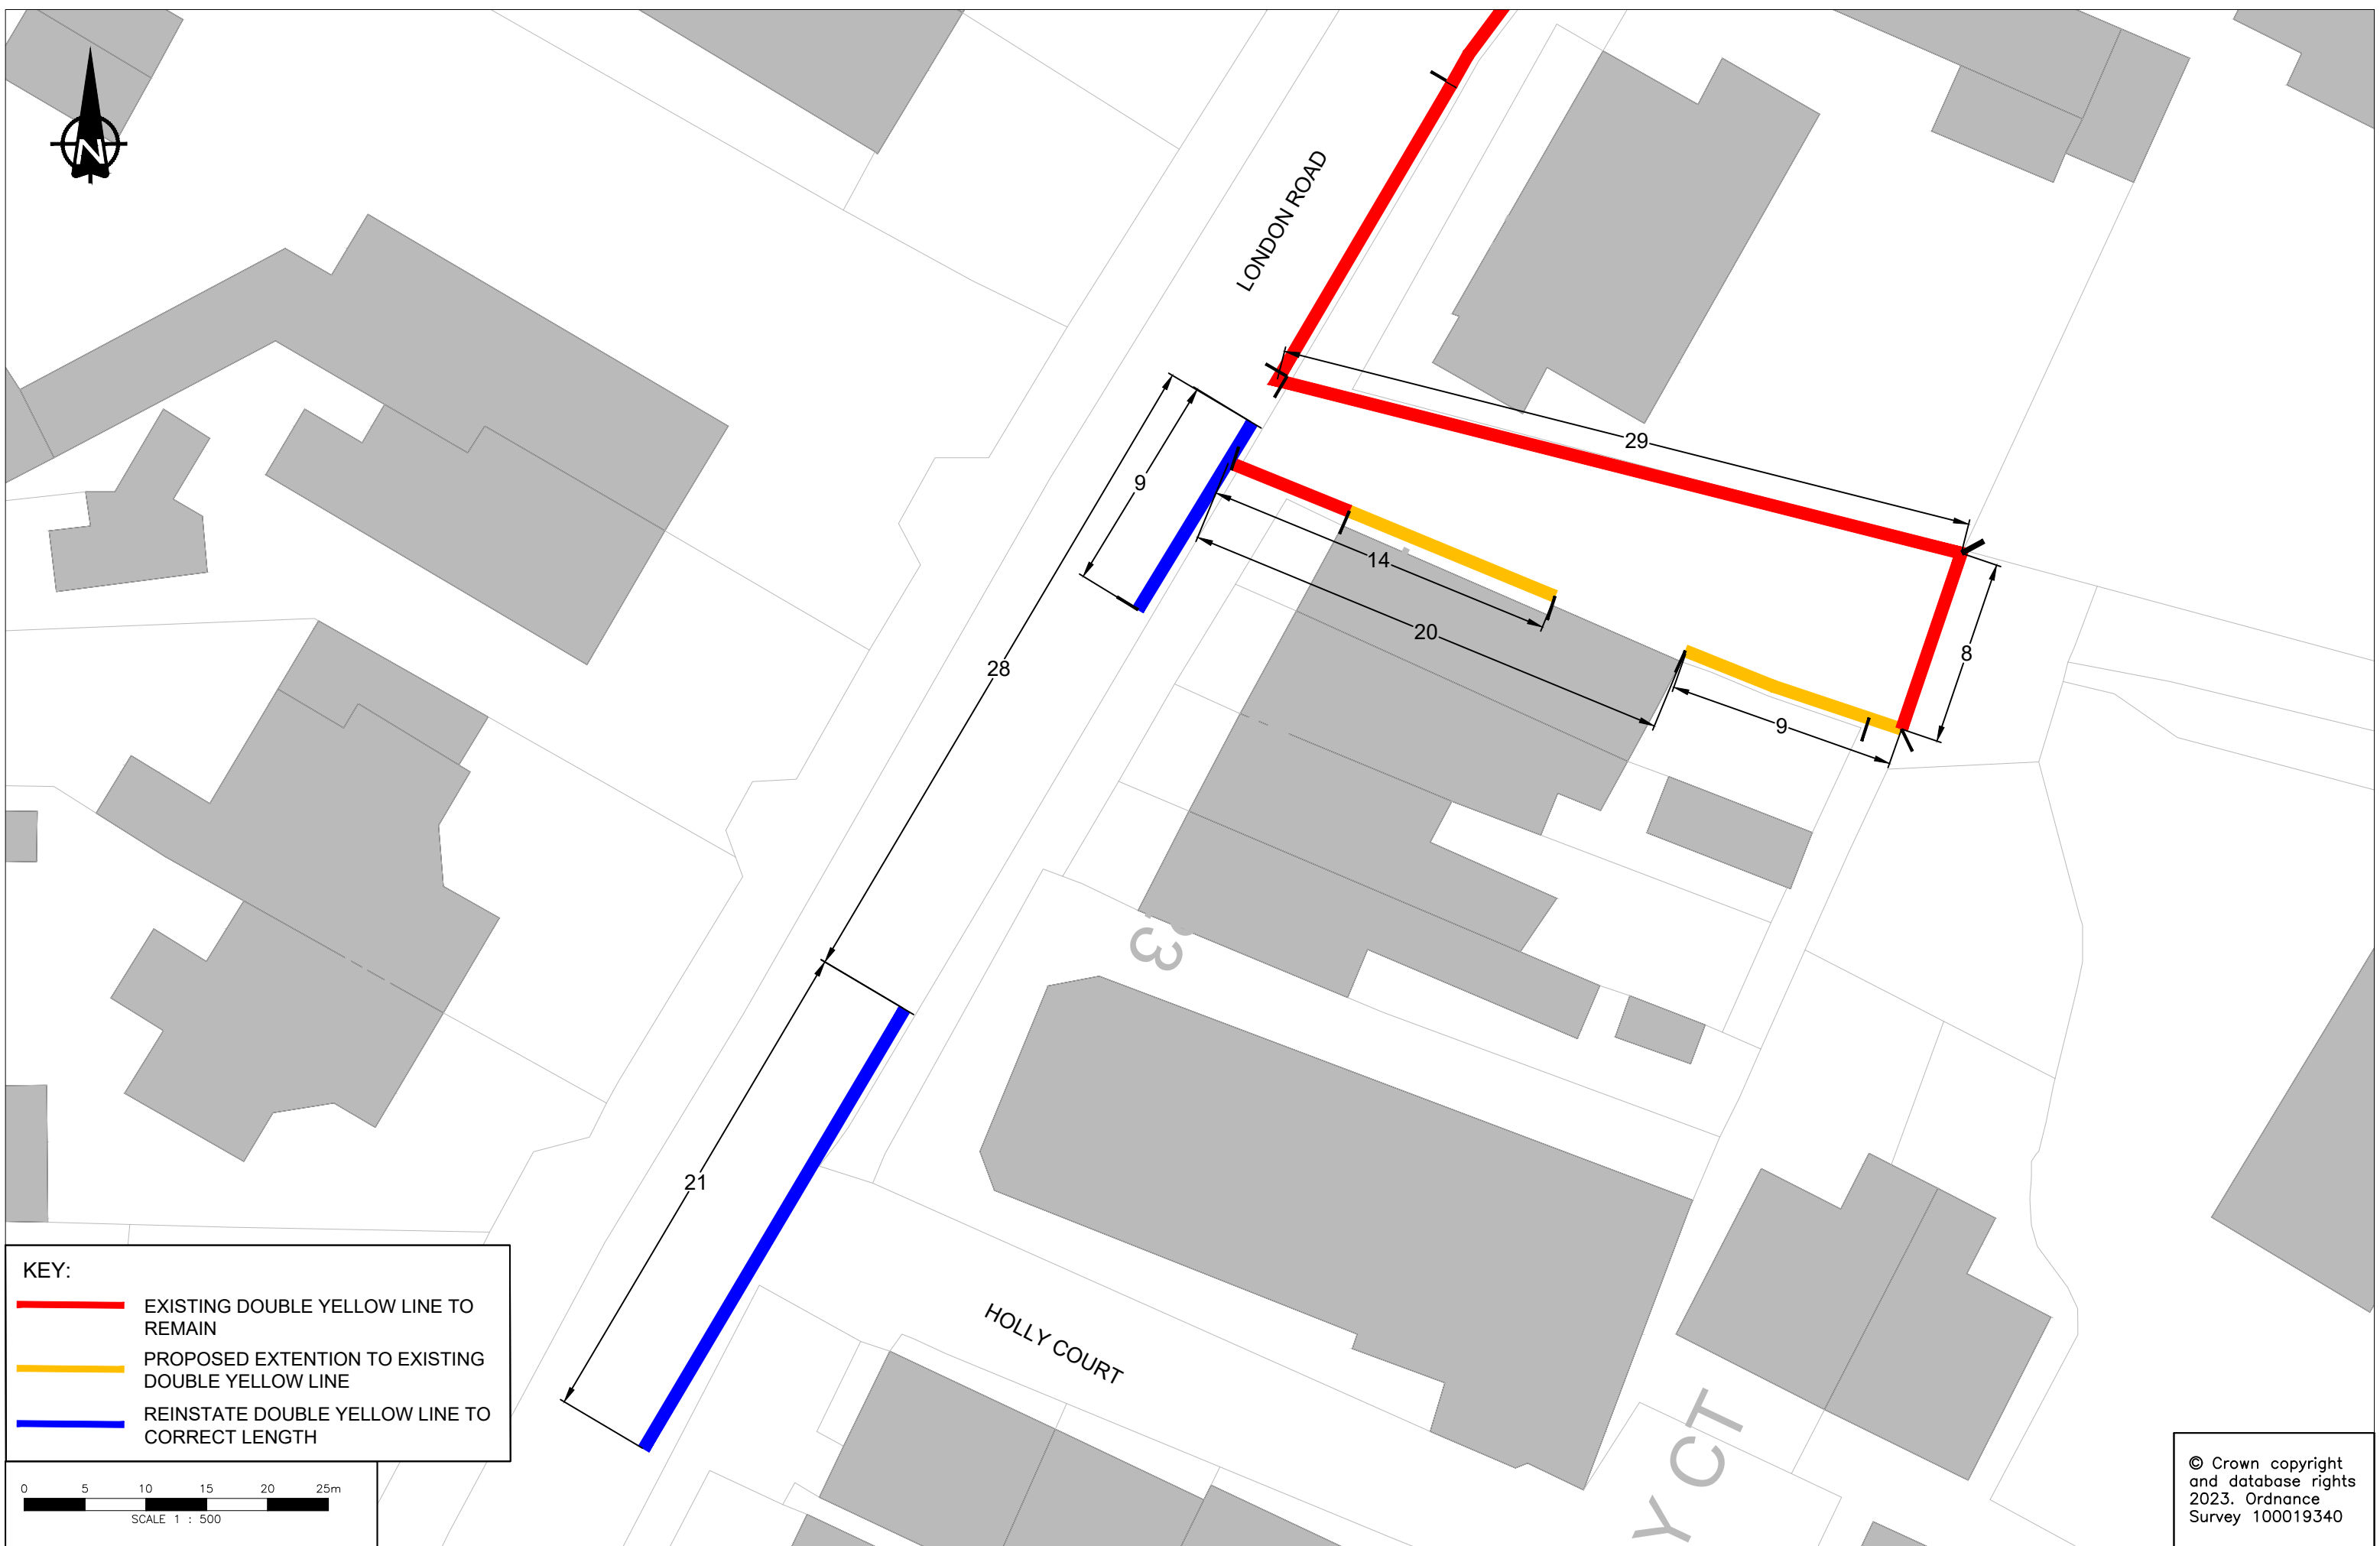 N
LONDON ROAD
29
9
14
20
28
8
9
3
21
HOLLY COURT
Y CT
KEY:
EXISTING DOUBLE YELLOW LINE TO
REMAIN
PROPOSED EXTENTION TO EXISTING
DOUBLE YELLOW LINE
REINSTATE DOUBLE YELLOW LINE TO
CORRECT LENGTH
0 5 10 15 20 25m
SCALE 1 : 500
© Crown copyright
and database rights
2023. Ordnance
Survey 100019340